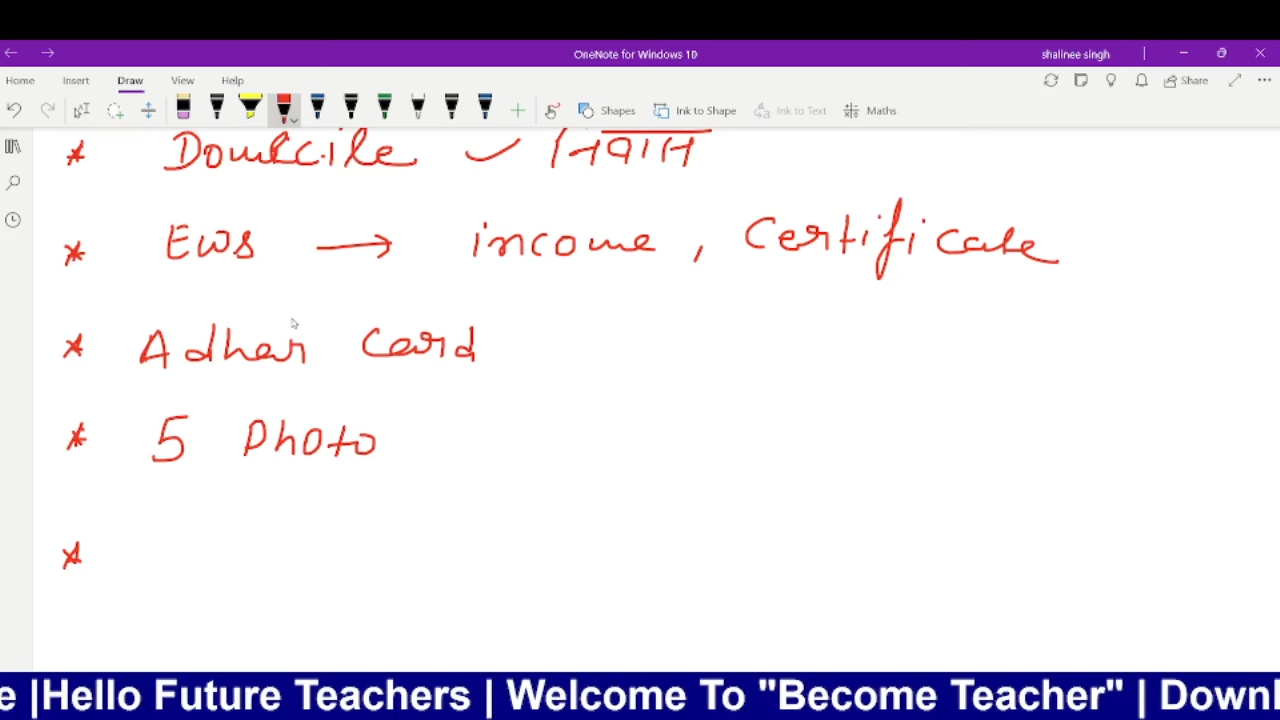 OneNote for Windows 10
shalinee singh
Home Insert Draw View Help
Share
Shapes Ink to Shape Ink to Text Maths
* Domicile ✓ निवास
* EWS → income, Certificate
* Adhar Card
* 5 Photo
*
e |Hello Future Teachers | Welcome To "Become Teacher" | Downl